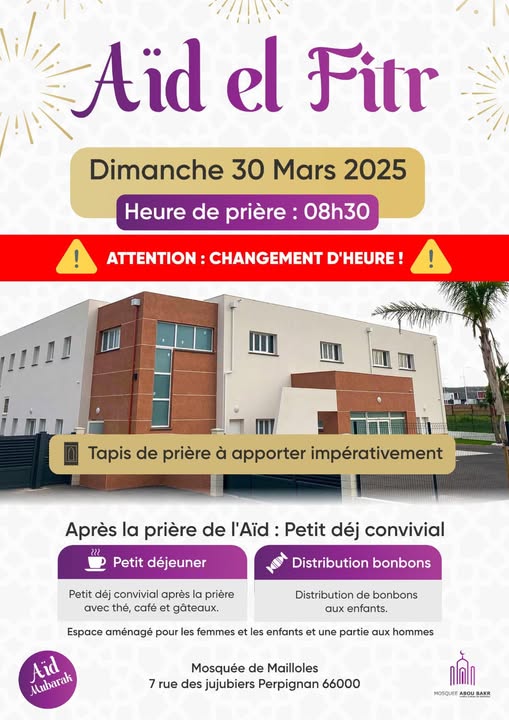 Aïd el Fitr
Dimanche 30 Mars 2025
Heure de prière : 08h30
ATTENTION : CHANGEMENT D'HEURE !
Tapis de prière à apporter impérativement
Après la prière de l'Aïd : Petit déj convivial
Petit déjeuner
Petit déj convivial après la prière
avec thé, café et gâteaux.
Distribution bonbons
Distribution de bonbons
aux enfants.
Espace aménagé pour les femmes et les enfants et une partie aux hommes
Aïd
Mubarak
Mosquée de Mailloles
7 rue des jujubiers Perpignan 66000
MOSQUEE ABOU BAKR